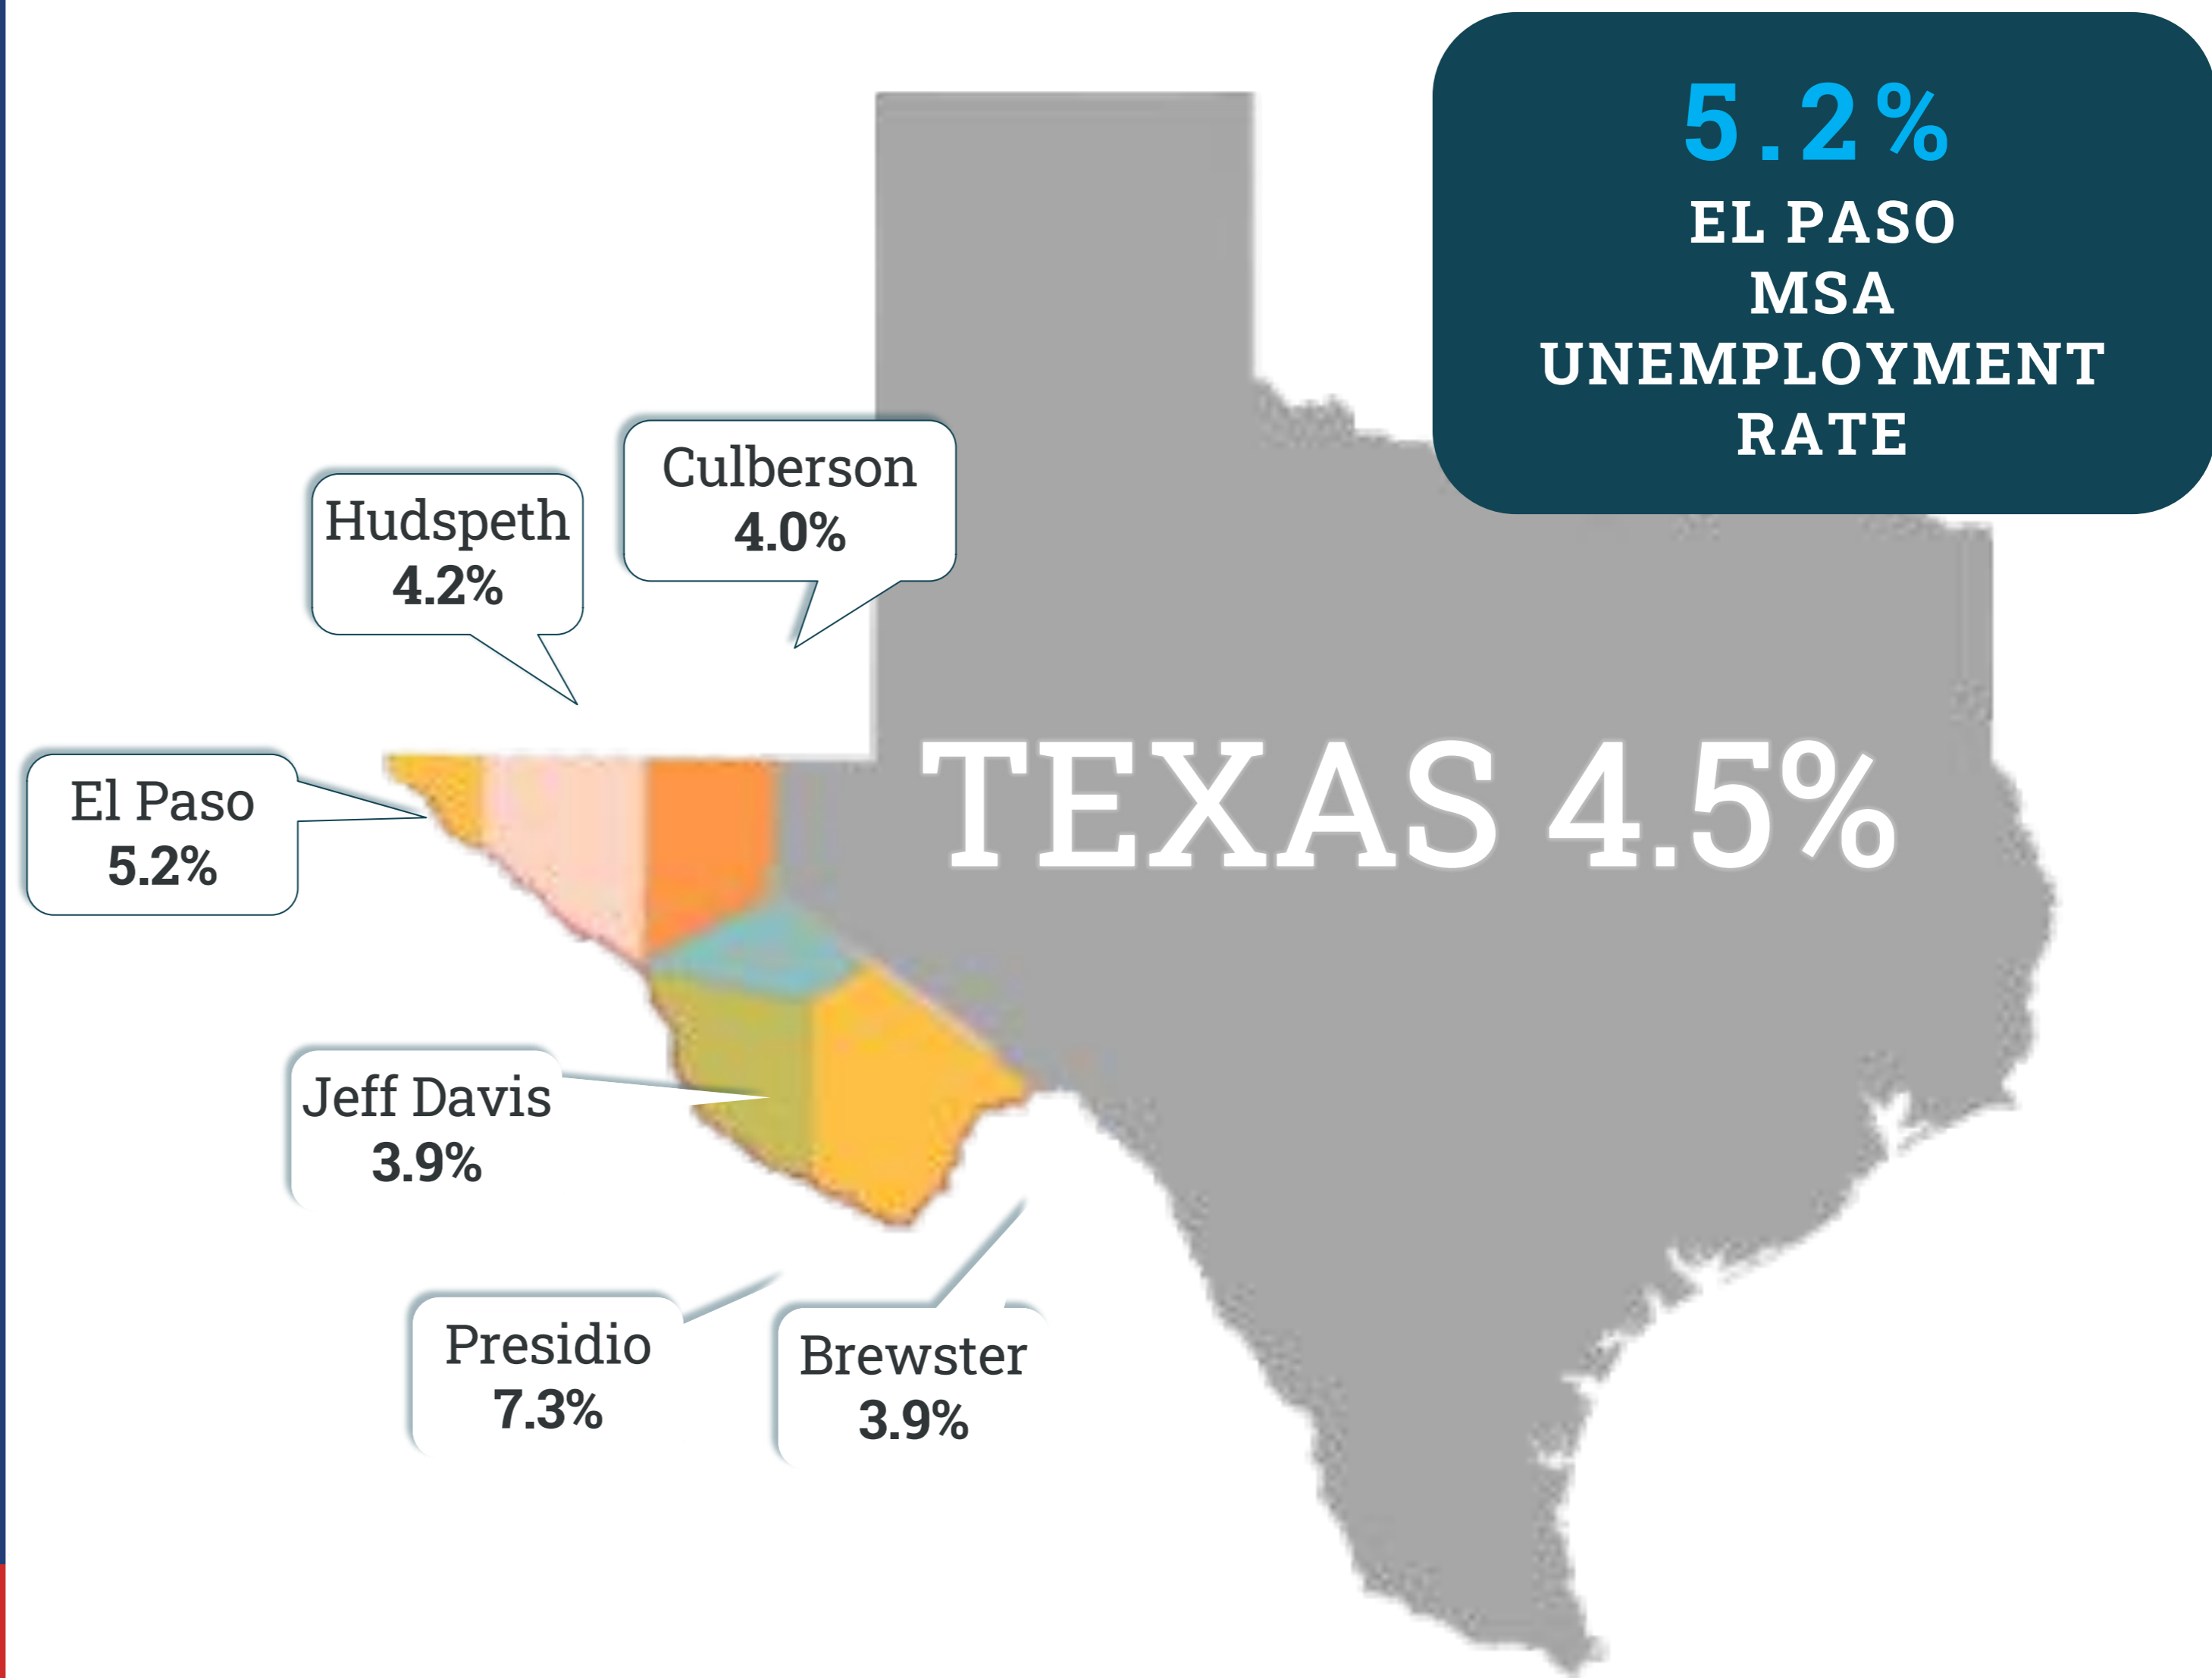 5.2%
EL PASO
MSA
UNEMPLOYMENT
RATE
Culberson
4.0%
Hudspeth
4.2%
TEXAS 4.5%
El Paso
5.2%
Jeff Davis
3.9%
Presidio
7.3%
Brewster
3.9%